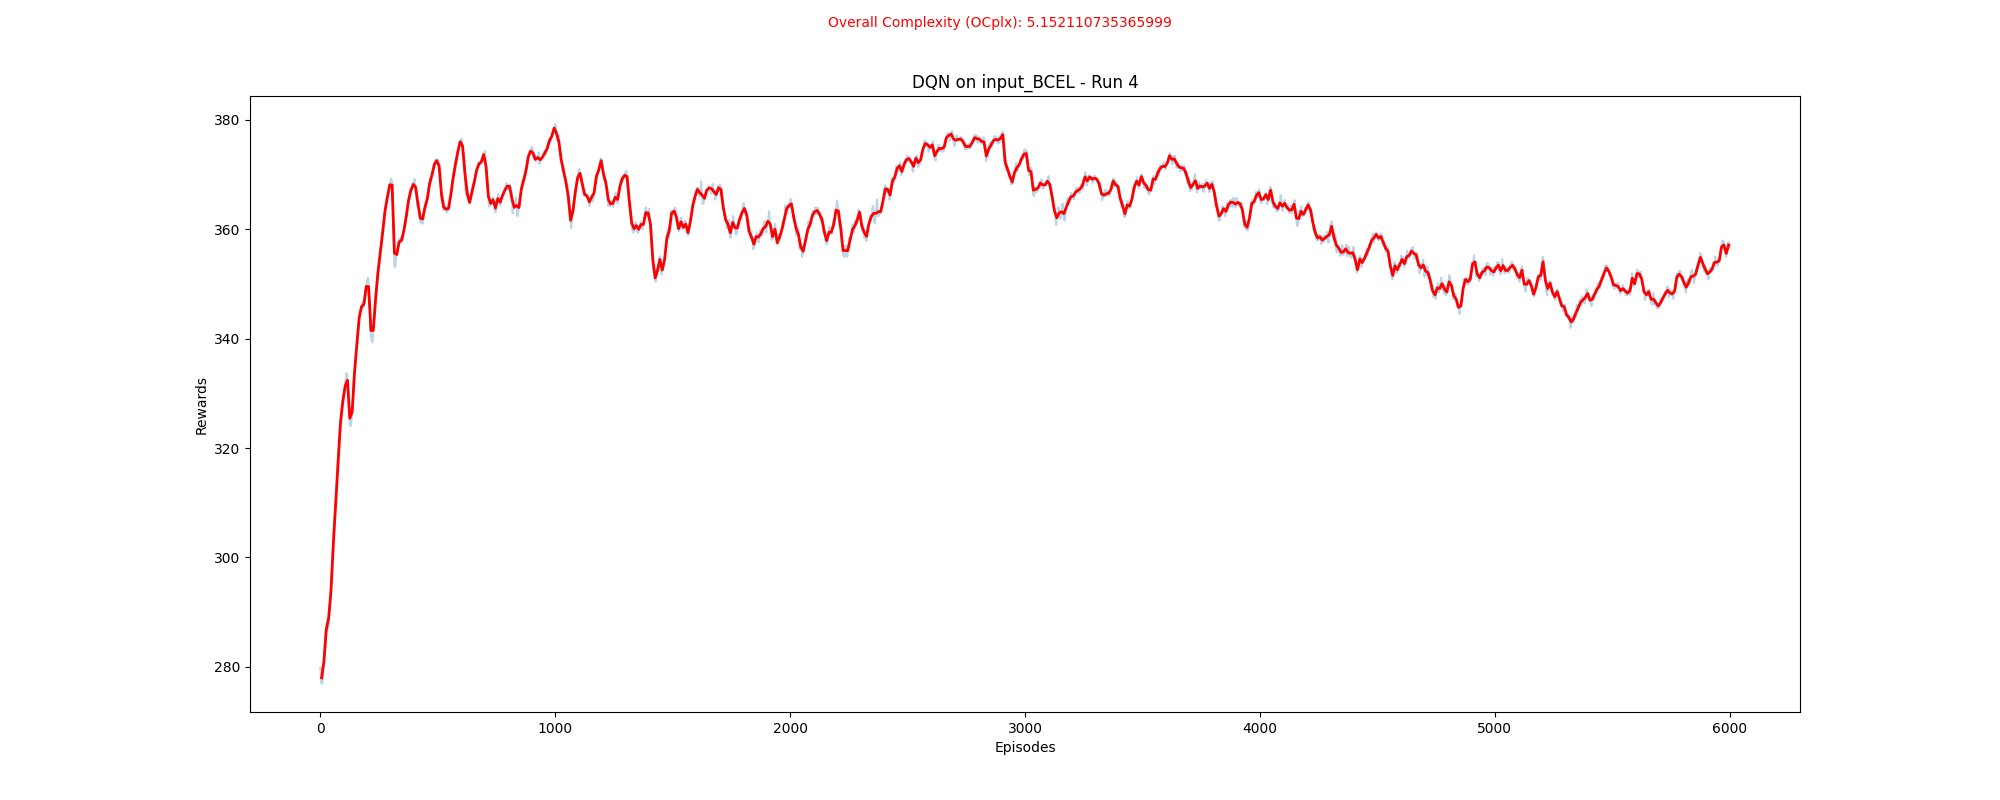 Overall Complexity (OCplx): 5.152110735365999
DQN on input_BCEL - Run 4
Rewards
380
360
340
320
300
280
0 1000 2000 3000 4000 5000 6000
Episodes